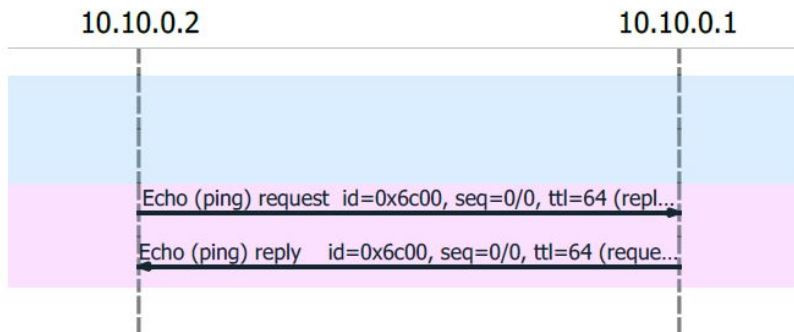 10.10.0.2 10.10.0.1
Echo (ping) request id=0x6c00, seq=0/0, ttl=64 (repl...
Echo (ping) reply id=0x6c00, seq=0/0, ttl=64 (reque...